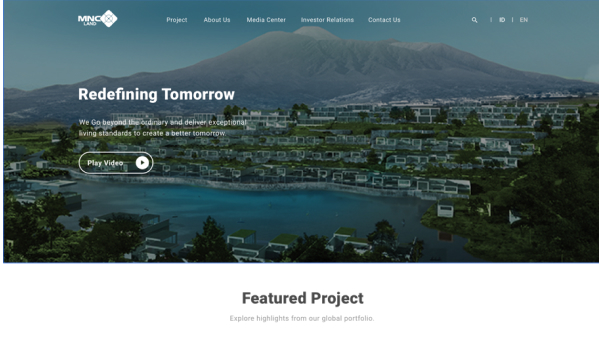 MNC
LAND
Project About Us Media Center Investor Relations Contact Us | ID | EN
Redefining Tomorrow
We Go beyond the ordinary and deliver exceptional
living standards to create a better tomorrow.
Play Video
Featured Project
Explore highlights from our global portfolio.